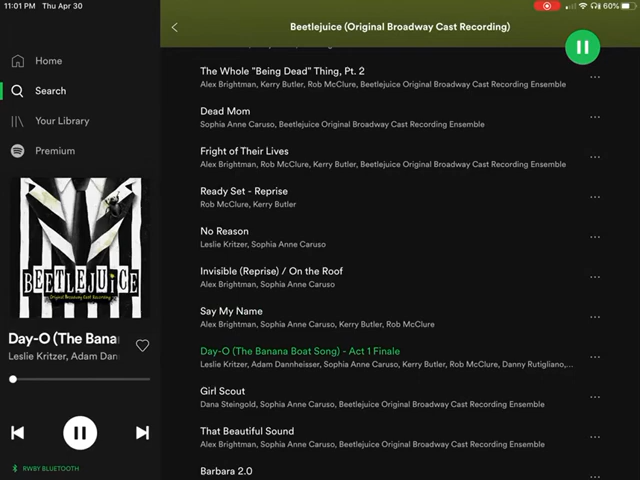 11:01 PM Thu Apr 30
60%
Beetlejuice (Original Broadway Cast Recording)
Home
Search
Your Library
Premium
BEETLEJUICE
Original Broadway Cast Recording
Day-O (The Bana
Leslie Kritzer, Adam Dann
RWBY BLUETOOTH
The Whole "Being Dead" Thing, Pt. 2
Alex Brightman, Kerry Butler, Rob McClure, Beetlejuice Original Broadway Cast Recording Ensemble
Dead Mom
Sophia Anne Caruso, Beetlejuice Original Broadway Cast Recording Ensemble
Fright of Their Lives
Alex Brightman, Rob McClure, Kerry Butler, Beetlejuice Original Broadway Cast Recording Ensemble
Ready Set - Reprise
Rob McClure, Kerry Butler
No Reason
Leslie Kritzer, Sophia Anne Caruso
Invisible (Reprise) / On the Roof
Alex Brightman, Sophia Anne Caruso
Say My Name
Alex Brightman, Sophia Anne Caruso, Kerry Butler, Rob McClure
Day-O (The Banana Boat Song) - Act 1 Finale
Leslie Kritzer, Adam Dannheisser, Sophia Anne Caruso, Kerry Butler, Rob McClure, Danny Rutigliano,...
Girl Scout
Dana Steingold, Sophia Anne Caruso, Beetlejuice Original Broadway Cast Recording Ensemble
That Beautiful Sound
Alex Brightman, Sophia Anne Caruso, Beetlejuice Original Broadway Cast Recording Ensemble
Barbara 2.0